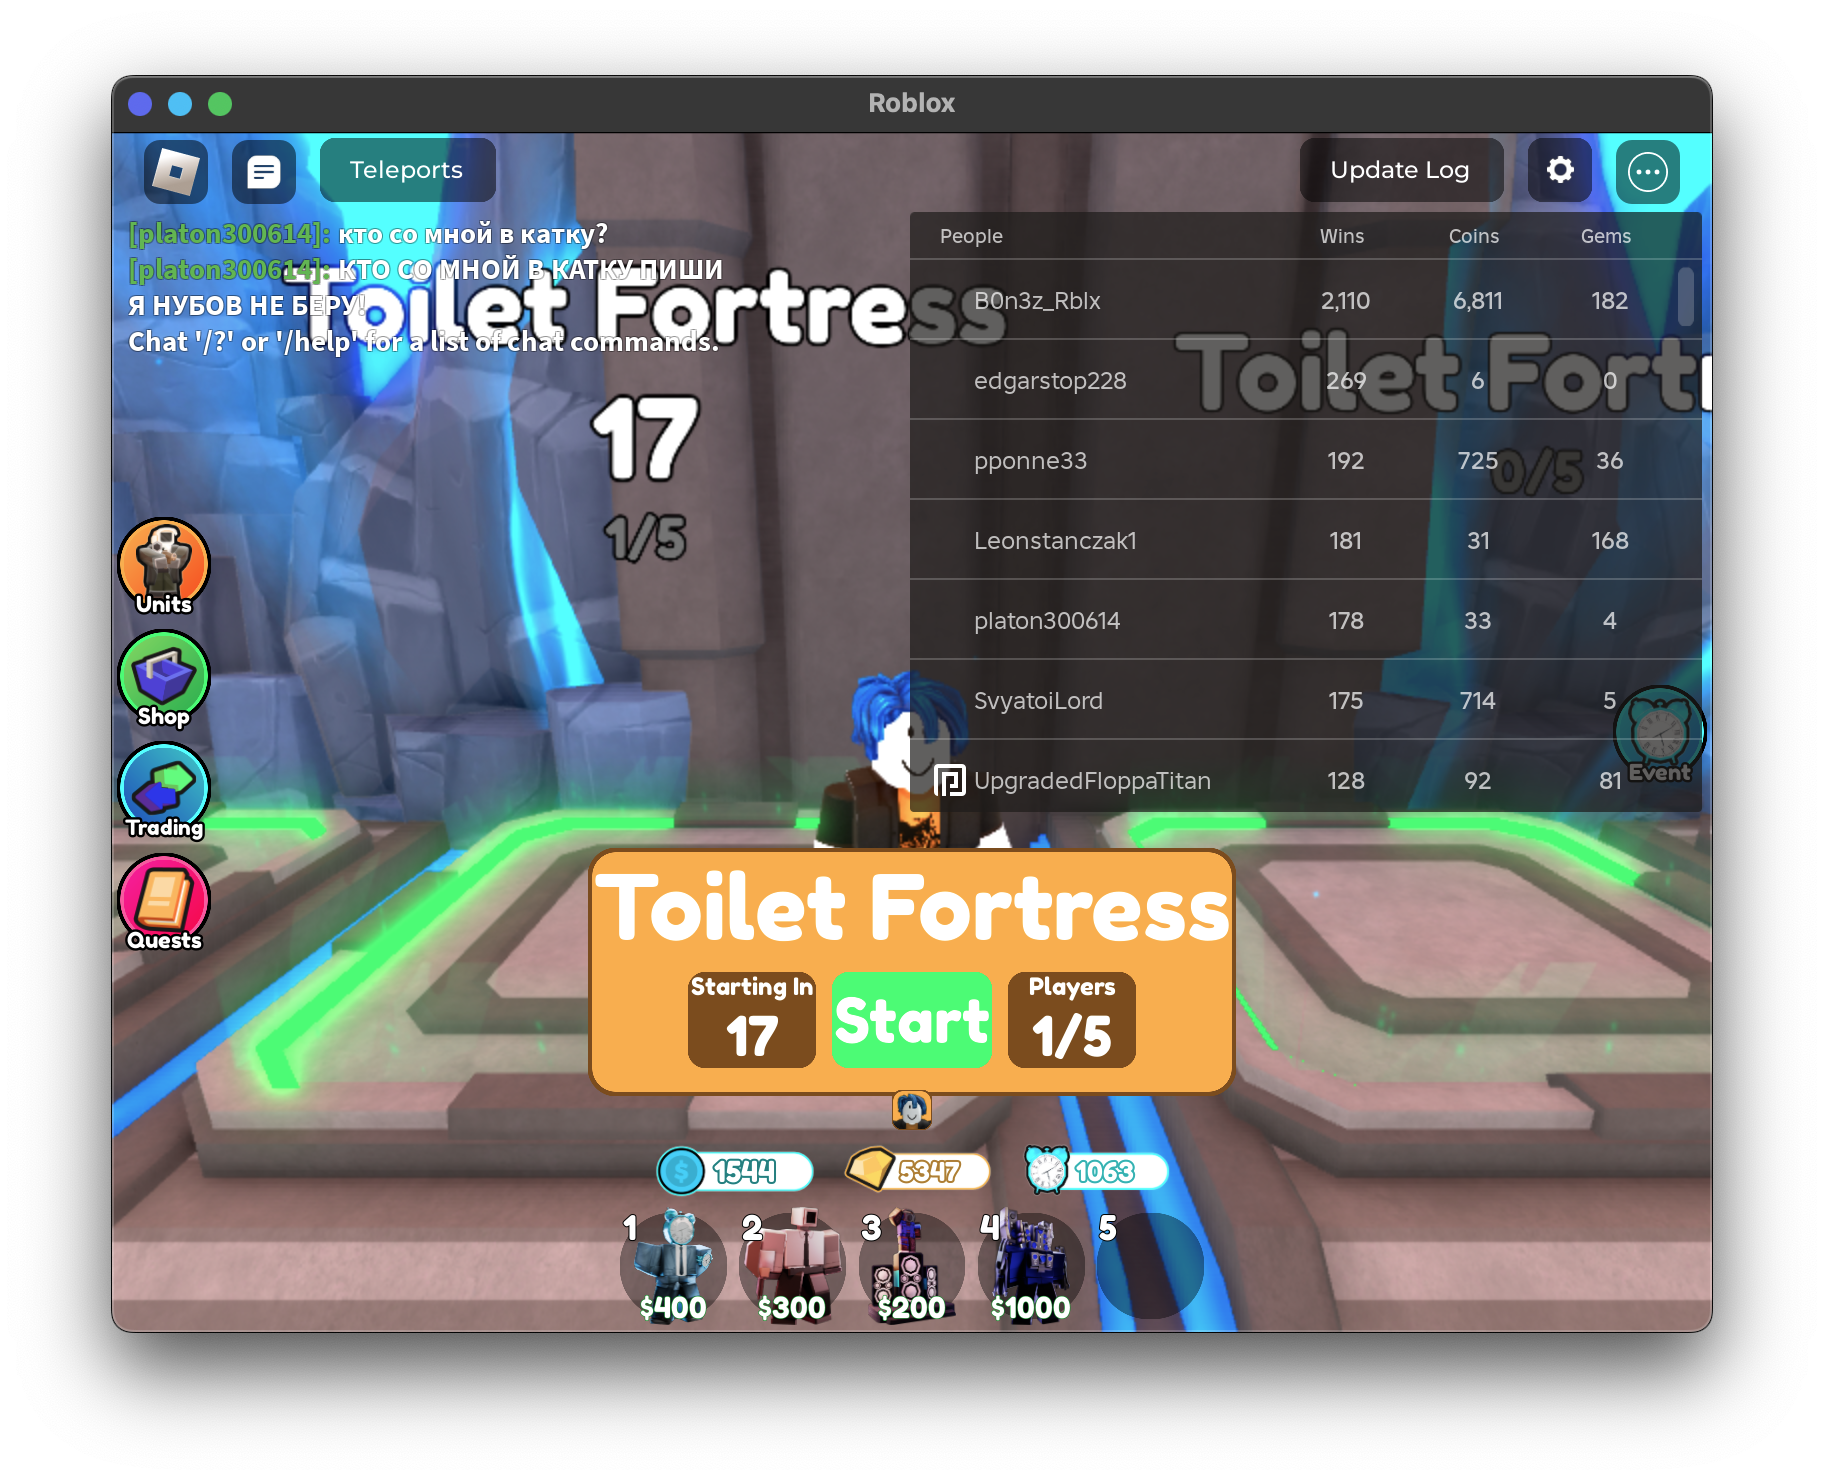 Roblox
Teleports
Update Log
[platon300614]: кто со мной в катку?
[platon300614]: КТО СО МНОЙ В КАТКУ ПИШИ
Я НУБОВ НЕ БЕРУ!
Chat '/?' or '/help' for a list of chat commands.
Toilet Fortress
17
1/5
Toilet Fort
0/5
People Wins Coins Gems
B0n3z_Rblx 2,110 6,811 182
edgarstop228 269 6 0
pponne33 192 725 36
Leonstanczak1 181 31 168
platon300614 178 33 4
SvyatoiLord 175 714 5
UpgradedFloppaTitan 128 92 81
Units
Shop
Trading
Quests
Event
Toilet Fortress
Starting In
17
Start
Players
1/5
1544
5347
1063
1 2 3 4 5
$400 $300 $200 $1000